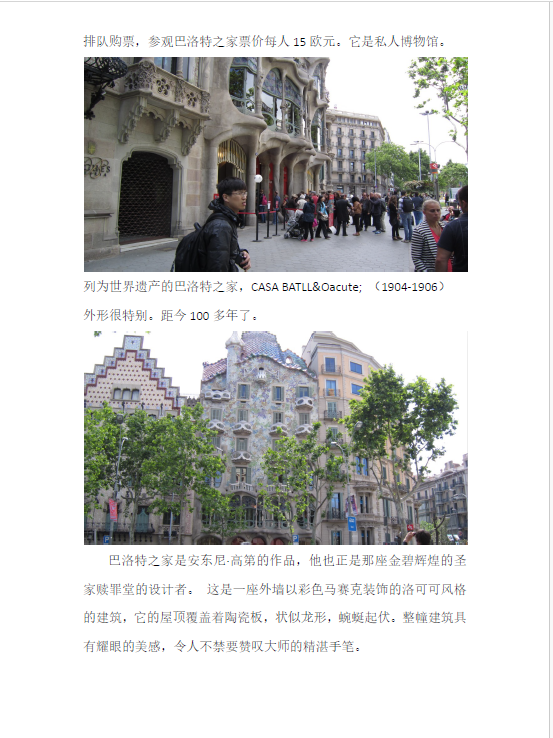 排队购票，参观巴洛特之家票价每人 15 欧元。它是私人博物馆。
列为世界遗产的巴洛特之家，CASA BATLL&Oacute; （1904-1906）
外形很特别。距今 100 多年了。
巴洛特之家是安东尼·高第的作品，他也正是那座金碧辉煌的圣
家赎罪堂的设计者。 这是一座外墙以彩色马赛克装饰的洛可可风格
的建筑，它的屋顶覆盖着陶瓷板，状似龙形，蜿蜒起伏。整幢建筑具
有耀眼的美感，令人不禁要赞叹大师的精湛手笔。